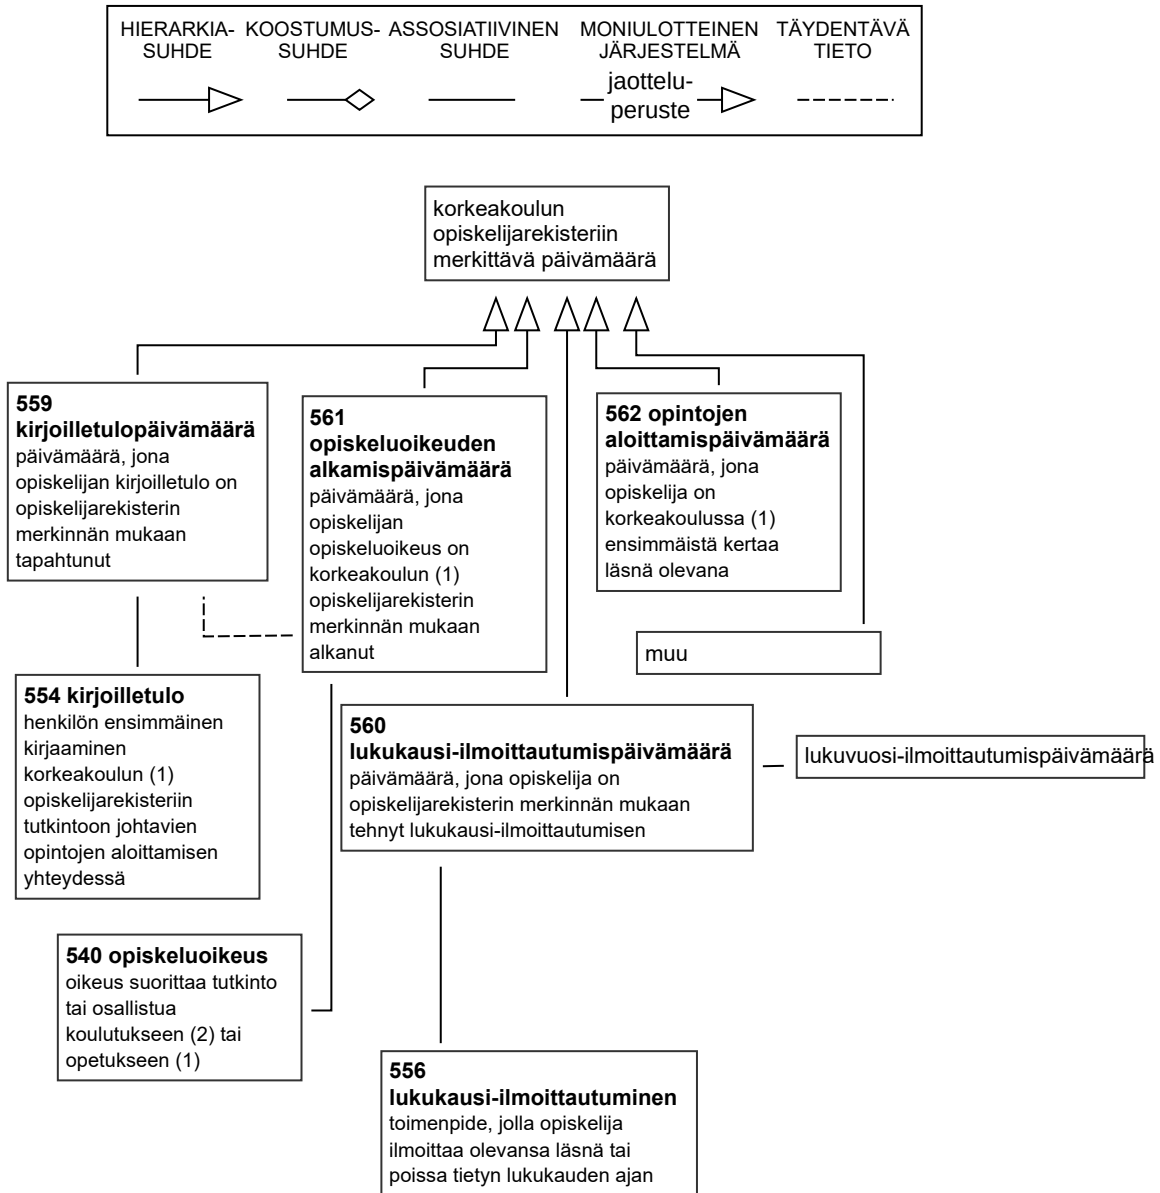 HIERARKIA-
SUHDE
KOOSTUMUS-
SUHDE
ASSOSIATIIVINEN
SUHDE
MONIULOTTEINEN
JÄRJESTELMÄ
TÄYDENTÄVÄ
TIETO
jaottelu-
peruste
korkeakoulun
opiskelijarekisteriin
merkittävä päivämäärä
559
kirjoilletulopäivämäärä
päivämäärä, jona
opiskelijan kirjoilletulo on
opiskelijarekisterin
merkinnän mukaan
tapahtunut
561
opiskeluoikeuden
alkamispäivämäärä
päivämäärä, jona
opiskelijan
opiskeluoikeus on
korkeakoulun (1)
opiskelijarekisterin
merkinnän mukaan
alkanut
562 opintojen
aloittamispäivämäärä
päivämäärä, jona
opiskelija on
korkeakoulussa (1)
ensimmäistä kertaa
läsnä olevana
muu
554 kirjoilletulo
henkilön ensimmäinen
kirjaaminen
korkeakoulun (1)
opiskelijarekisteriin
tutkintoon johtavien
opintojen aloittamisen
yhteydessä
560
lukukausi-ilmoittautumispäivämäärä
päivämäärä, jona opiskelija on
opiskelijarekisterin merkinnän mukaan
tehnyt lukukausi-ilmoittautumisen
lukuvuosi-ilmoittautumispäivämäärä
540 opiskeluoikeus
oikeus suorittaa tutkinto
tai osallistua
koulutukseen (2) tai
opetukseen (1)
556
lukukausi-ilmoittautuminen
toimenpide, jolla opiskelija
ilmoittaa olevansa läsnä tai
poissa tietyn lukukauden ajan